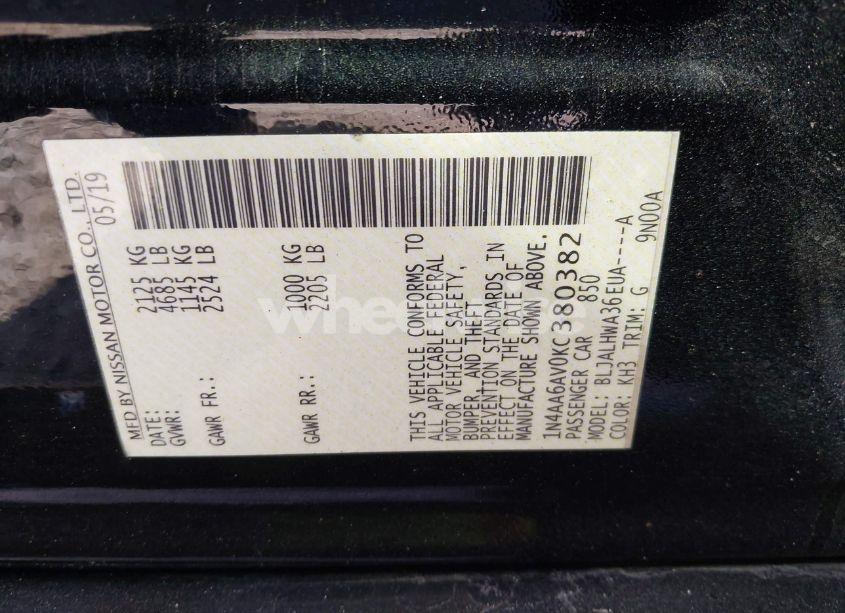 MFD BY NISSAN MOTOR CO., LTD.
DATE: 05/19
GVWR: 2125 KG
4685 LB
GAWR FR.: 1145 KG
2524 LB
GAWR RR.: 1000 KG
2205 LB
THIS VEHICLE CONFORMS TO
ALL APPLICABLE FEDERAL
MOTOR VEHICLE SAFETY,
BUMPER, AND THEFT
PREVENTION STANDARDS IN
EFFECT ON THE DATE OF
MANUFACTURE SHOWN ABOVE.
1N4AA6AV0KC380382
PASSENGER CAR 850
MODEL: BLJALHWA36EUA----A
COLOR: KH3 TRIM: G 9N00A